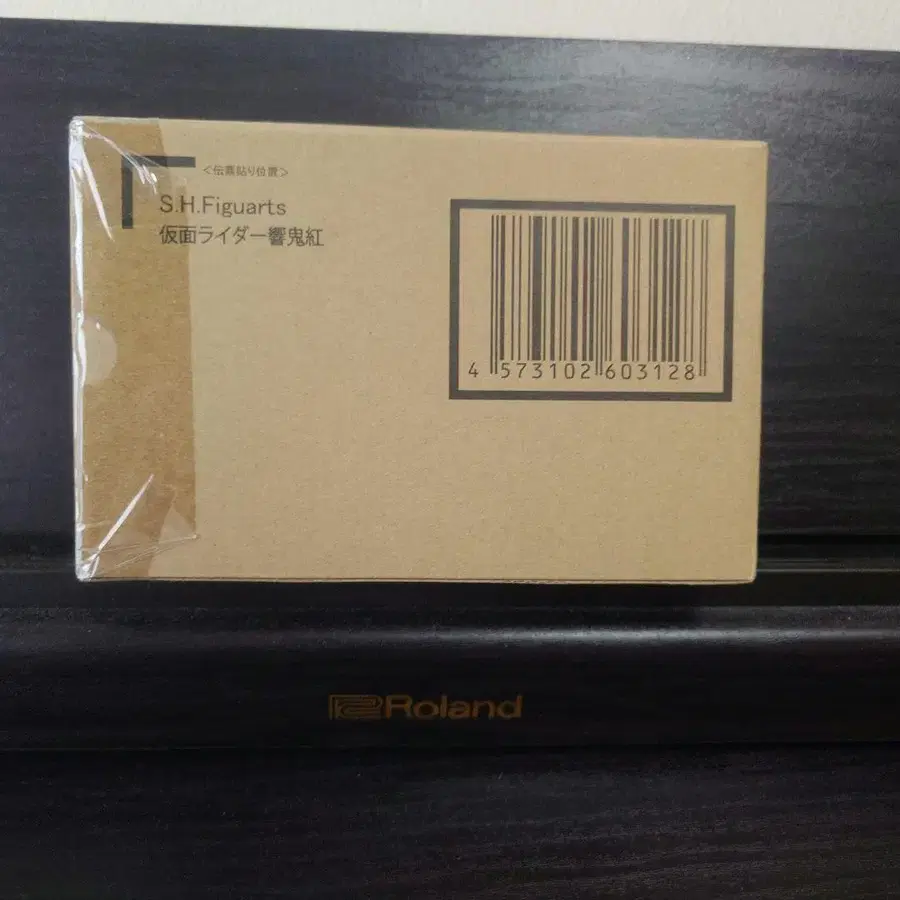 <伝票貼り位置>
S.H.Figuarts
仮面ライダー響鬼紅
4 573102 603128
Roland